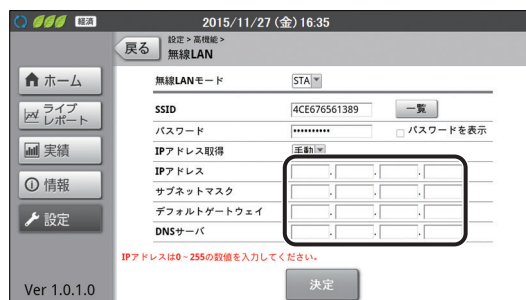 経済 2015/11/27 (金) 16:35
戻る 設定 > 高機能 >
無線LAN
ホーム
ライブ
レポート
実績
情報
設定
Ver 1.0.1.0
無線LANモード STA
SSID 4CE676561389 一覧
パスワード •••••••••• パスワードを表示
IPアドレス取得 手動
IPアドレス . . .
サブネットマスク . . .
デフォルトゲートウェイ . . .
DNSサーバ . . .
IPアドレスは0~255の数値を入力してください。
決定